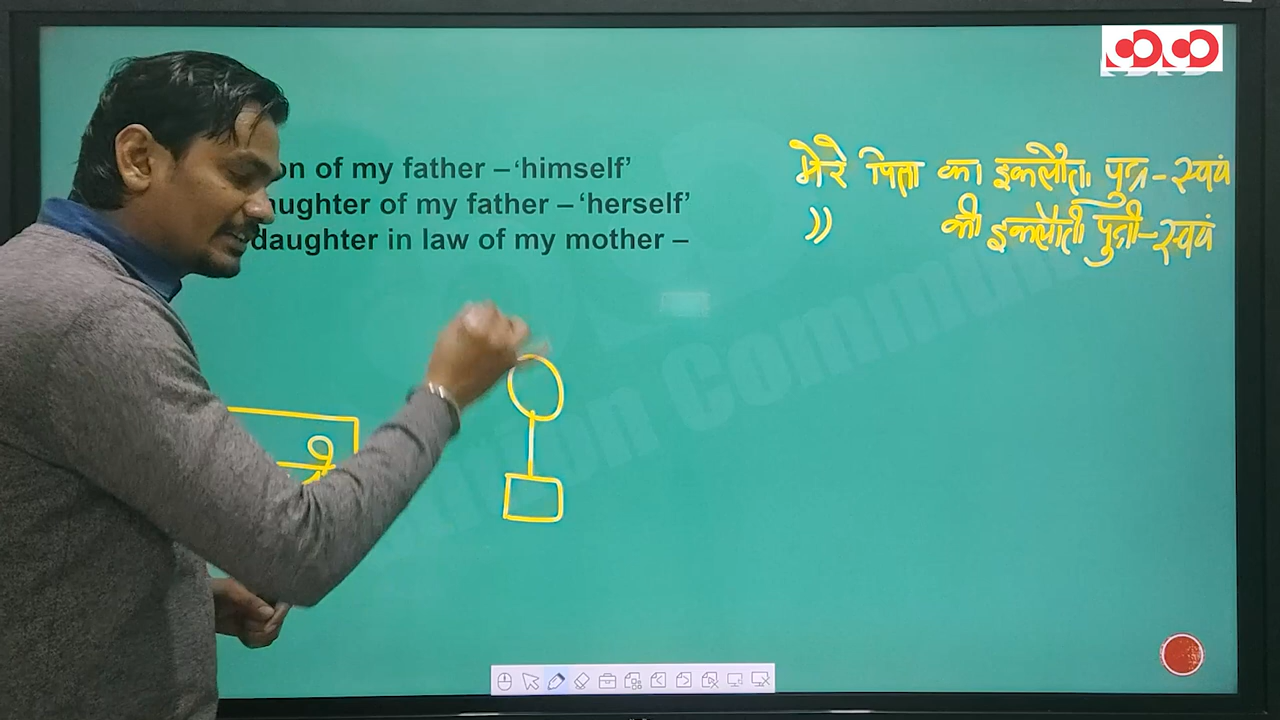 on of my father – ‘himself’
aughter of my father – ‘herself’
daughter in law of my mother –
मेरे पिता का इकलौता पुत्र - स्वयं
〃 की इकलौती पुत्री - स्वयं